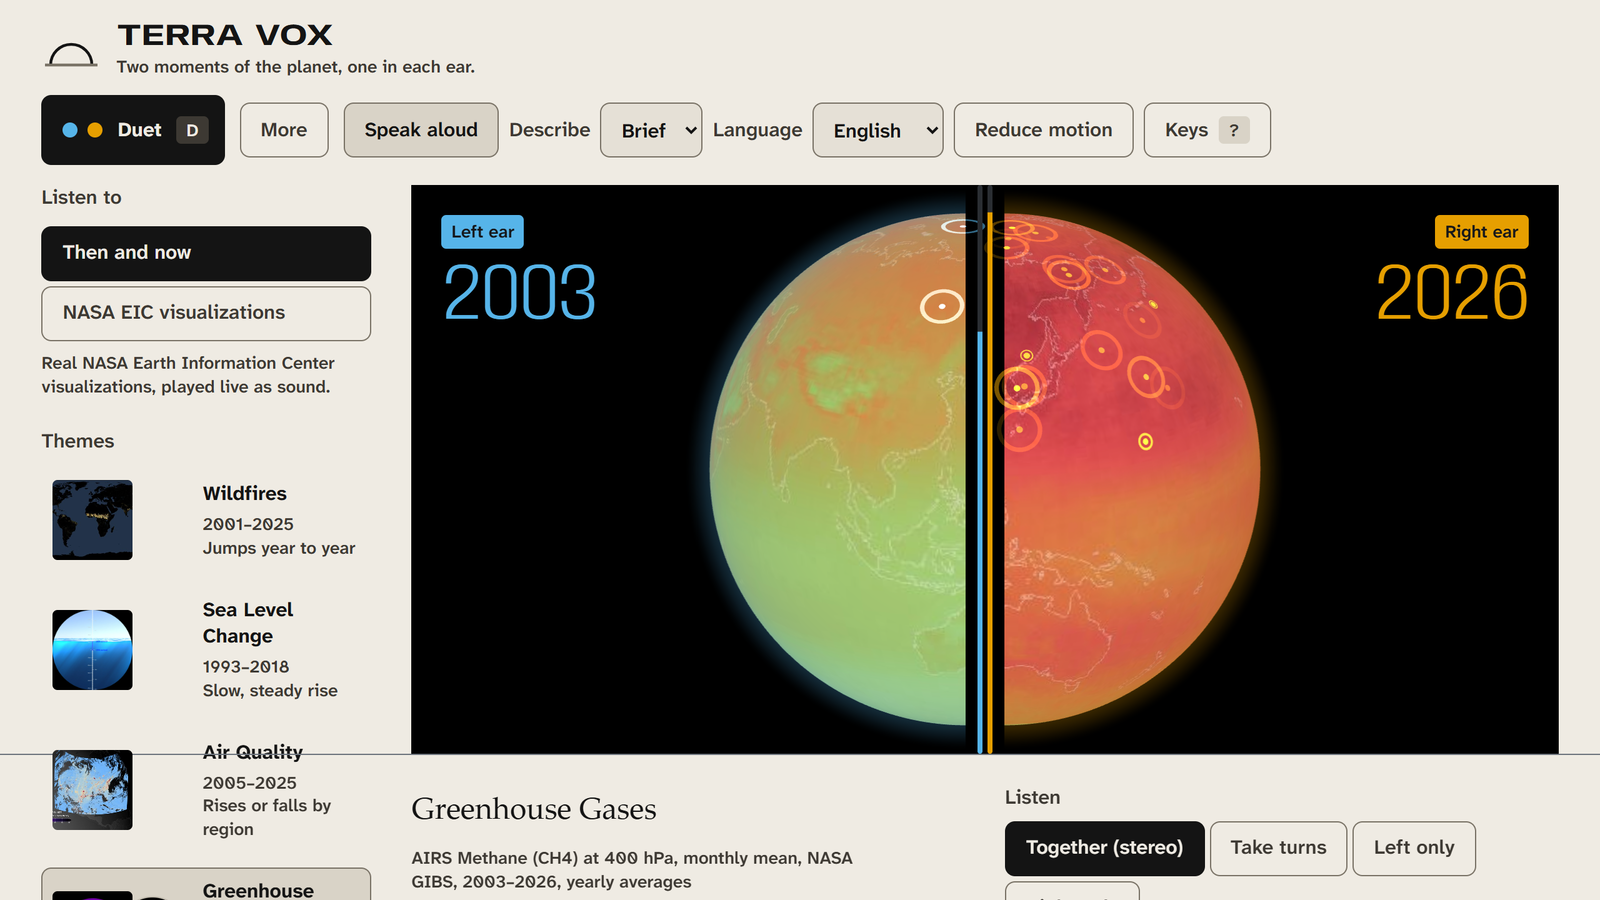 TERRA VOX
Two moments of the planet, one in each ear.
Duet D
More
Speak aloud
Describe
Brief
Language
English
Reduce motion
Keys ?
Listen to
Then and now
NASA EIC visualizations
Real NASA Earth Information Center
visualizations, played live as sound.
Themes
Wildfires
2001–2025
Jumps year to year
Sea Level
Change
1993–2018
Slow, steady rise
Air Quality
2005–2025
Rises or falls by
region
Greenhouse
Left ear
2003
Right ear
2026
Greenhouse Gases
AIRS Methane (CH4) at 400 hPa, monthly mean, NASA
GIBS, 2003–2026, yearly averages
Listen
Together (stereo)
Take turns
Left only